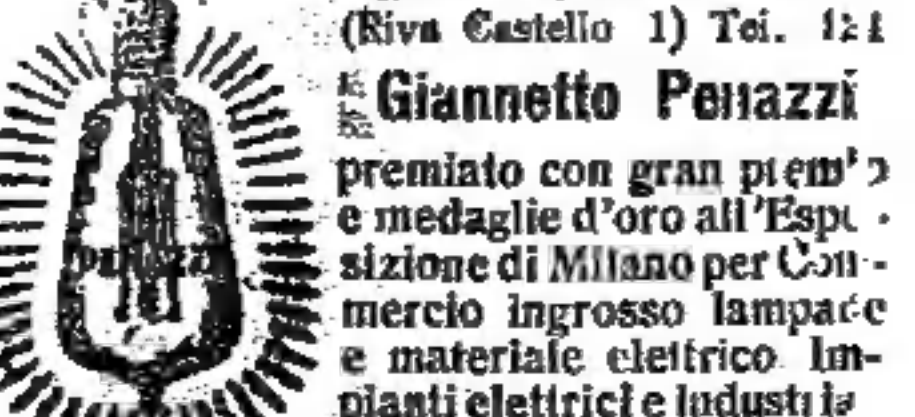 (Riva Castello 1) Tel.
Giannetto Penazzi
premiato con gran premio
e medaglie d'oro all'Espo-
sizione di Milano per Com-
mercio ingrosso lampade
e materiale elettrico. Im-
pianti elettrici e industria